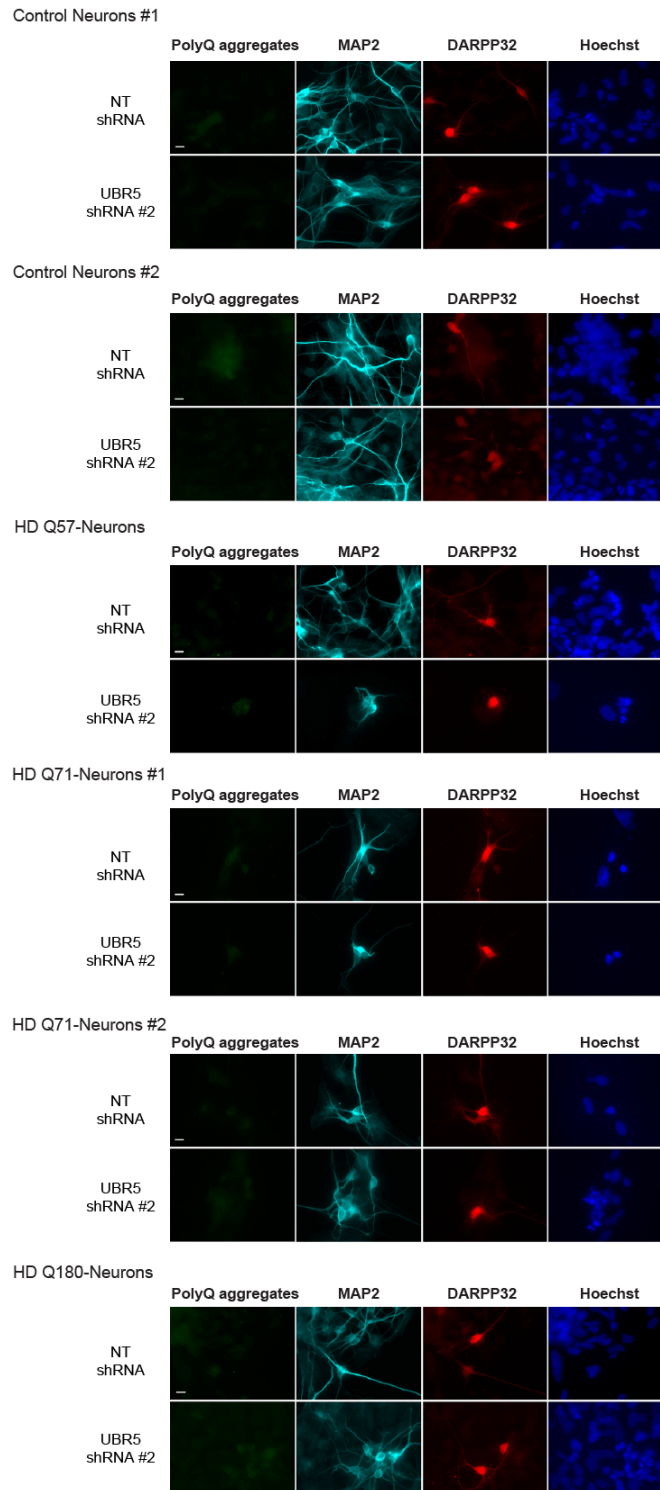 Control Neurons #1
PolyQ aggregates MAP2 DARPP32 Hoechst
NT
shRNA
UBR5
shRNA #2
Control Neurons #2
PolyQ aggregates MAP2 DARPP32 Hoechst
NT
shRNA
UBR5
shRNA #2
HD Q57-Neurons
PolyQ aggregates MAP2 DARPP32 Hoechst
NT
shRNA
UBR5
shRNA #2
HD Q71-Neurons #1
PolyQ aggregates MAP2 DARPP32 Hoechst
NT
shRNA
UBR5
shRNA #2
HD Q71-Neurons #2
PolyQ aggregates MAP2 DARPP32 Hoechst
NT
shRNA
UBR5
shRNA #2
HD Q180-Neurons
PolyQ aggregates MAP2 DARPP32 Hoechst
NT
shRNA
UBR5
shRNA #2